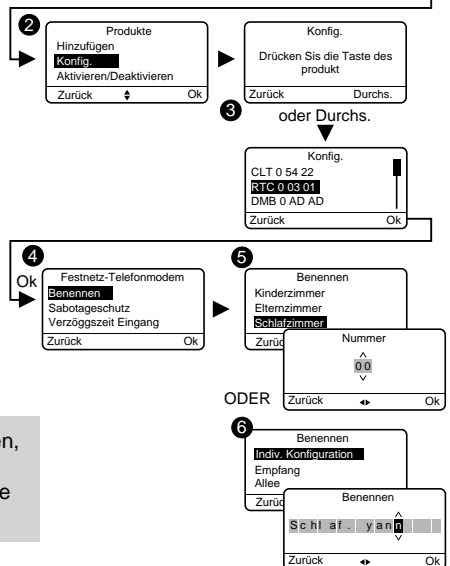 2
Produkte
Hinzufügen
Konfig.
Aktivieren/Deaktivieren
Zurück Ok
Konfig.
Drücken Sis die Taste des
produkt
Zurück Durchs.
3
oder Durchs.
Konfig.
CLT 0 54 22
RTC 0 03 01
DMB 0 AD AD
Zurück Ok
4
Ok
Festnetz-Telefonmodem
Benennen
Sabotageschutz
Verzöggszeit Eingang
Zurück Ok
5
Benennen
Kinderzimmer
Elternzimmer
Schlafzimmer
Zurüc
Nummer
00
Zurück Ok
ODER
6
Benennen
Indiv. Konfiguration
Empfang
Allee
Zurüc
Benennen
Schlaf. yann
Zurück Ok
en,
e